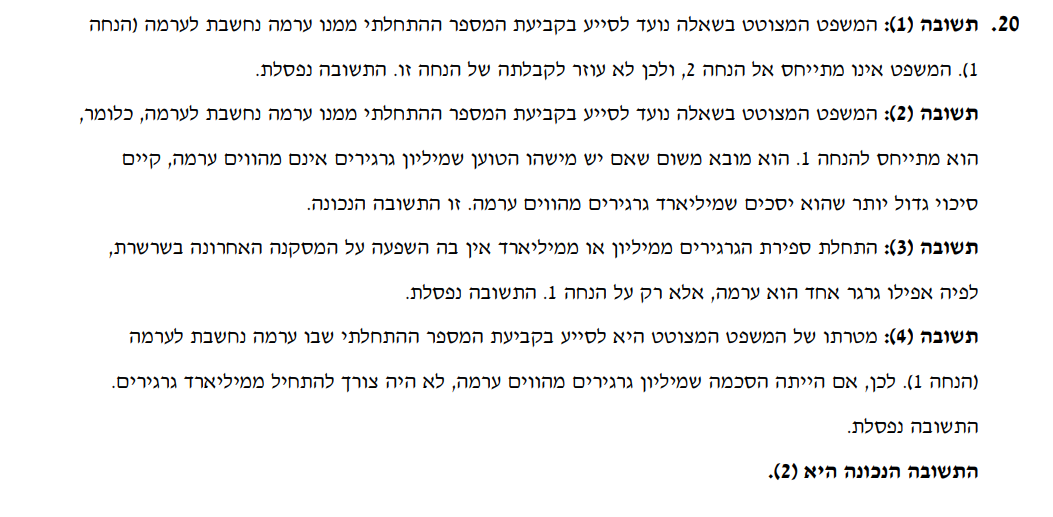 20. תשובה (1): המשפט המצוטט בשאלה נועד לסייע בקביעת המספר ההתחלתי ממנו ערמה נחשבת לערמה (הנחה
1). המשפט אינו מתייחס אל הנחה 2, ולכן לא עוזר לקבלתה של הנחה זו. התשובה נפסלת.
תשובה (2): המשפט המצוטט בשאלה נועד לסייע בקביעת המספר ההתחלתי ממנו ערמה נחשבת לערמה, כלומר,
הוא מתייחס להנחה 1. הוא מובא משום שאם יש מישהו הטוען שמיליון גרגירים אינם מהווים ערמה, קיים
סיכוי גדול יותר שהוא יסכים שמיליארד גרגירים מהווים ערמה. זו התשובה הנכונה.
תשובה (3): התחלת ספירת הגרגירים ממיליון או ממיליארד אין בה השפעה על המסקנה האחרונה בשרשרת,
לפיה אפילו גרגר אחד הוא ערמה, אלא רק על הנחה 1. התשובה נפסלת.
תשובה (4): מטרתו של המשפט המצוטט היא לסייע בקביעת המספר ההתחלתי שבו ערמה נחשבת לערמה
(הנחה 1). לכן, אם הייתה הסכמה שמיליון גרגירים מהווים ערמה, לא היה צורך להתחיל ממיליארד גרגירים.
התשובה נפסלת.
התשובה הנכונה היא (2).